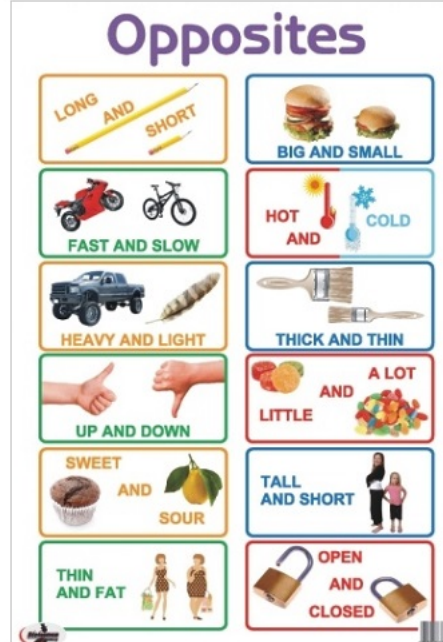 Opposites
LONG AND SHORT
BIG AND SMALL
FAST AND SLOW
HOT
AND
COLD
HEAVY AND LIGHT
THICK AND THIN
UP AND DOWN
LITTLE
AND
A LOT
SWEET
AND
SOUR
TALL
AND SHORT
THIN
AND FAT
OPEN
AND
CLOSED